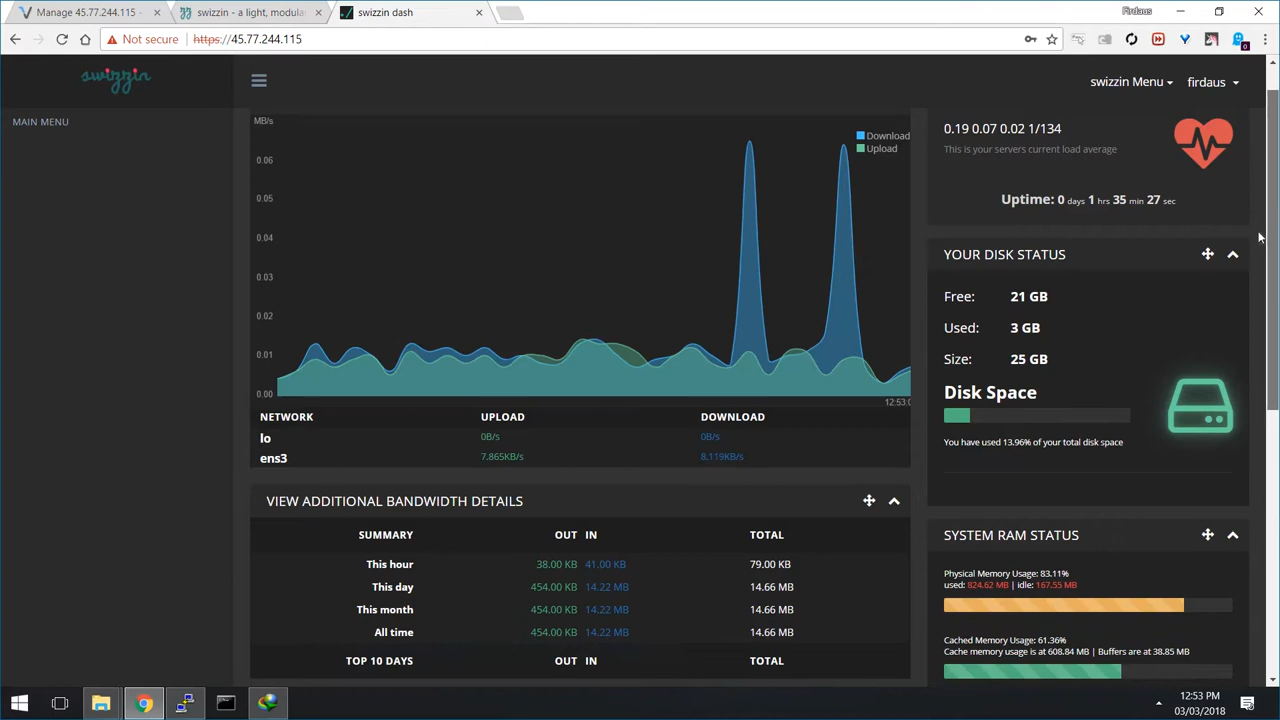 Manage 45.77.244.115 -
swizzin - a light, modula
swizzin dash
Firdaus
Not secure
https://45.77.244.115
0
swizzin
swizzin Menu
firdaus
MAIN MENU
MB/s
Download
Upload
0.06
0.05
0.04
0.03
0.02
0.01
0.00
12:53:0
NETWORK UPLOAD DOWNLOAD
lo 0B/s 0B/s
ens3 7.865KB/s 8.119KB/s
VIEW ADDITIONAL BANDWIDTH DETAILS
SUMMARY OUT IN TOTAL
This hour 38.00 KB 41.00 KB 79.00 KB
This day 454.00 KB 14.22 MB 14.66 MB
This month 454.00 KB 14.22 MB 14.66 MB
All time 454.00 KB 14.22 MB 14.66 MB
TOP 10 DAYS OUT IN TOTAL
0.19 0.07 0.02 1/134
This is your servers current load average
Uptime: 0 days 1 hrs 35 min 27 sec
YOUR DISK STATUS
Free: 21 GB
Used: 3 GB
Size: 25 GB
Disk Space
You have used 13.96% of your total disk space
SYSTEM RAM STATUS
Physical Memory Usage: 83.11%
used: 824.62 MB | idle: 167.55 MB
Cached Memory Usage: 61.36%
Cache memory usage is at 608.84 MB | Buffers are at 38.85 MB
12:53 PM
03/03/2018